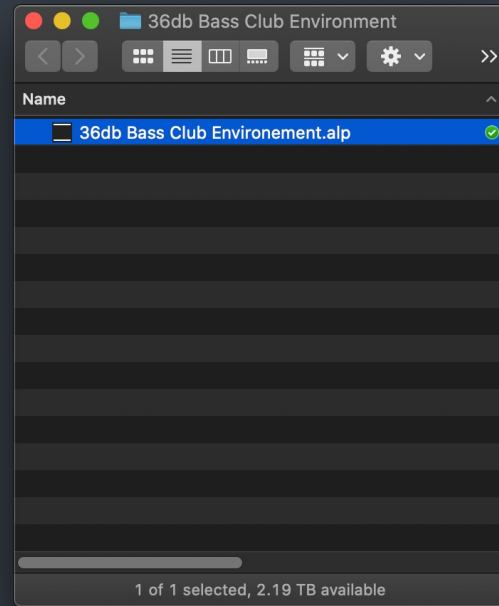 36db Bass Club Environment
Name
36db Bass Club Environement.alp
1 of 1 selected, 2.19 TB available